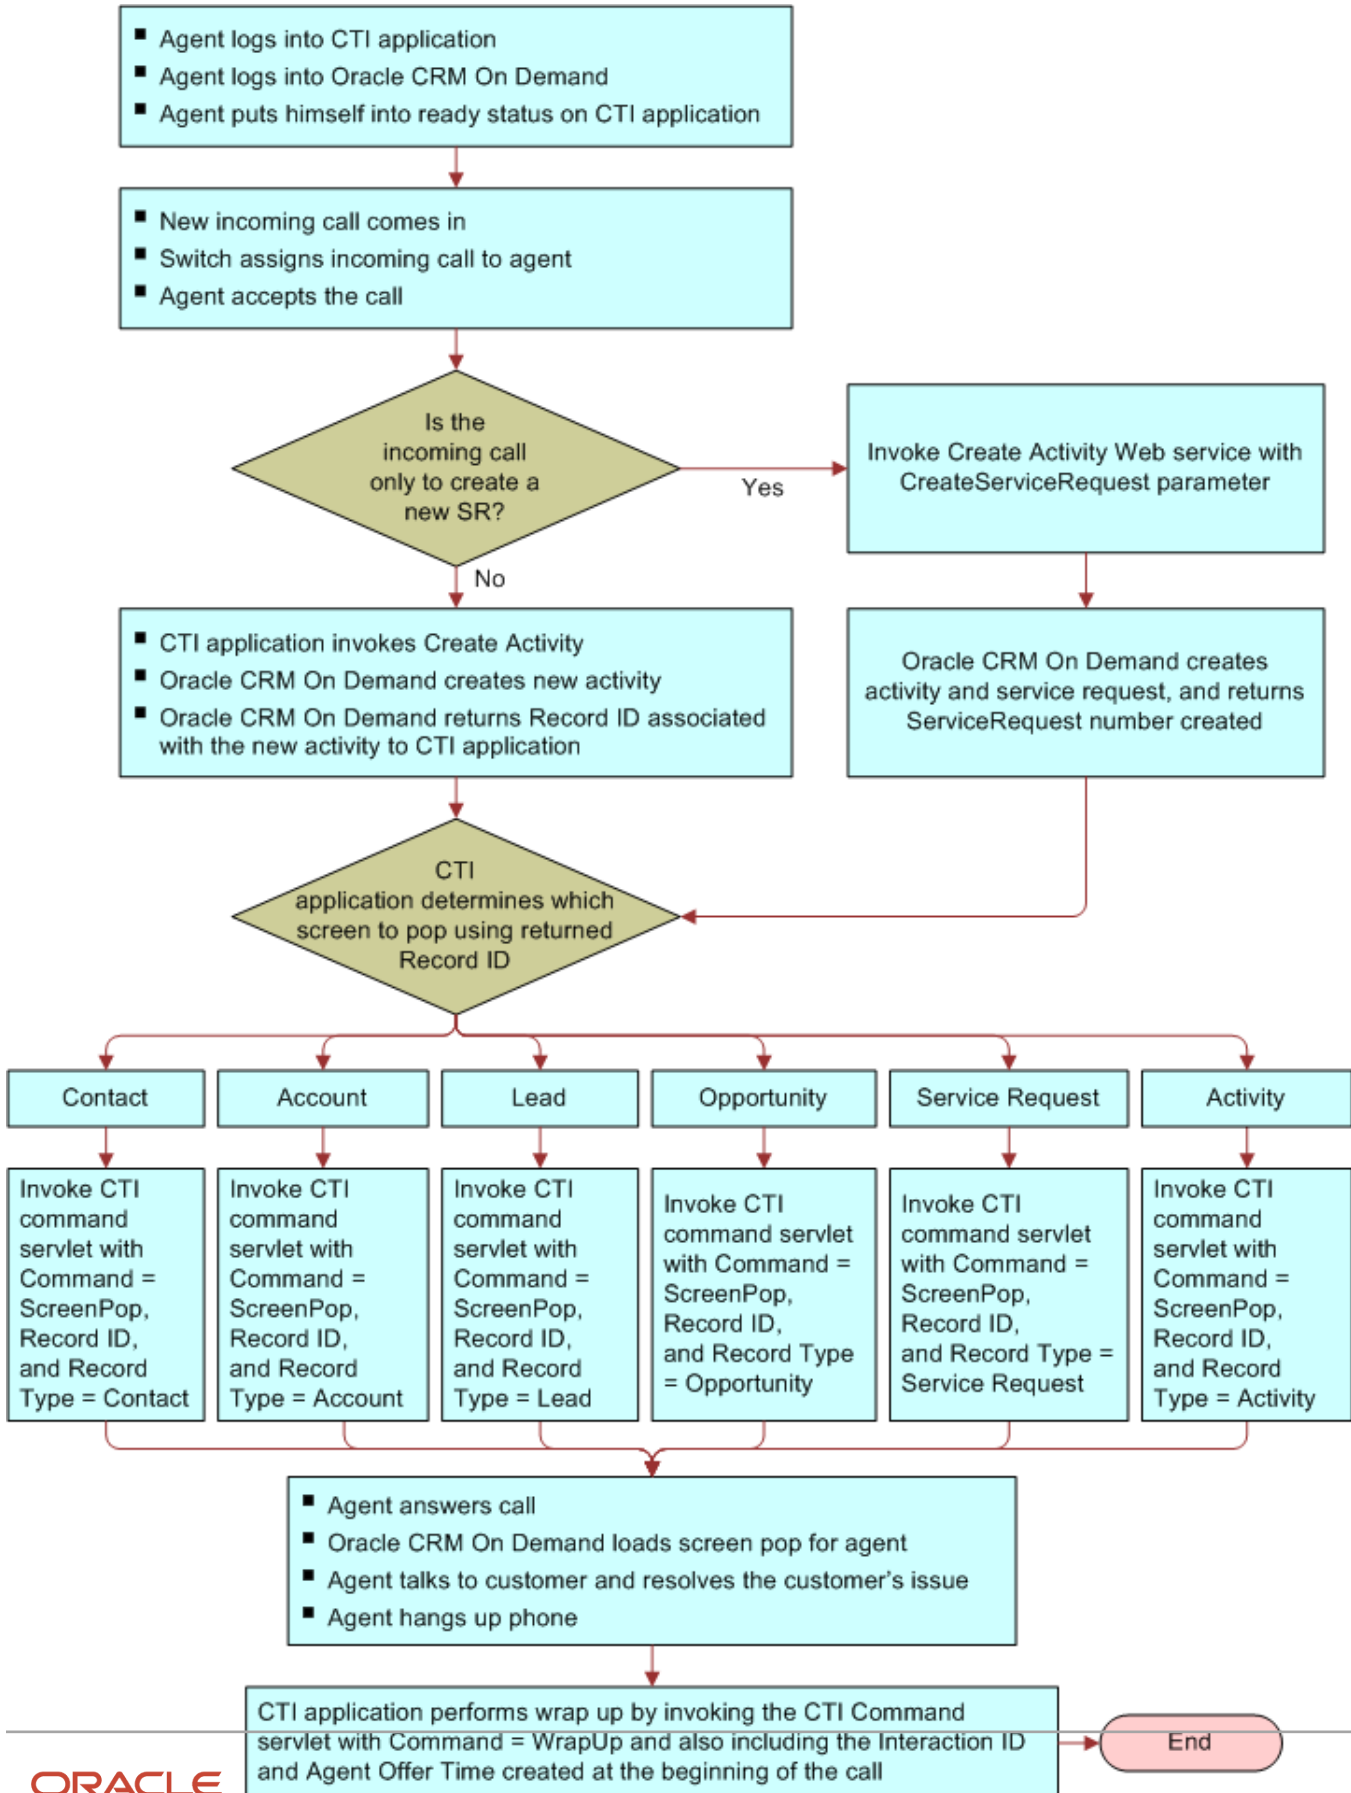 ■ Agent logs into CTI application
■ Agent logs into Oracle CRM On Demand
■ Agent puts himself into ready status on CTI application
■ New incoming call comes in
■ Switch assigns incoming call to agent
■ Agent accepts the call
Is the
incoming call
only to create a
new SR?
Yes
Invoke Create Activity Web service with
CreateServiceRequest parameter
No
■ CTI application invokes Create Activity
■ Oracle CRM On Demand creates new activity
■ Oracle CRM On Demand returns Record ID associated
with the new activity to CTI application
Oracle CRM On Demand creates
activity and service request, and returns
ServiceRequest number created
CTI
application determines which
screen to pop using returned
Record ID
Contact
Account
Lead
Opportunity
Service Request
Activity
Invoke CTI
command
servlet with
Command =
ScreenPop,
Record ID,
and Record
Type = Contact
Invoke CTI
command
servlet with
Command =
ScreenPop,
Record ID,
and Record
Type = Account
Invoke CTI
command
servlet with
Command =
ScreenPop,
Record ID,
and Record
Type = Lead
Invoke CTI
command servlet
with Command =
ScreenPop,
Record ID,
and Record Type
= Opportunity
Invoke CTI
command servlet
with Command =
ScreenPop,
Record ID,
and Record Type =
Service Request
Invoke CTI
command
servlet with
Command =
ScreenPop,
Record ID,
and Record
Type = Activity
■ Agent answers call
■ Oracle CRM On Demand loads screen pop for agent
■ Agent talks to customer and resolves the customer's issue
■ Agent hangs up phone
CTI application performs wrap up by invoking the CTI Command
servlet with Command = WrapUp and also including the Interaction ID
and Agent Offer Time created at the beginning of the call
End
ORACLE